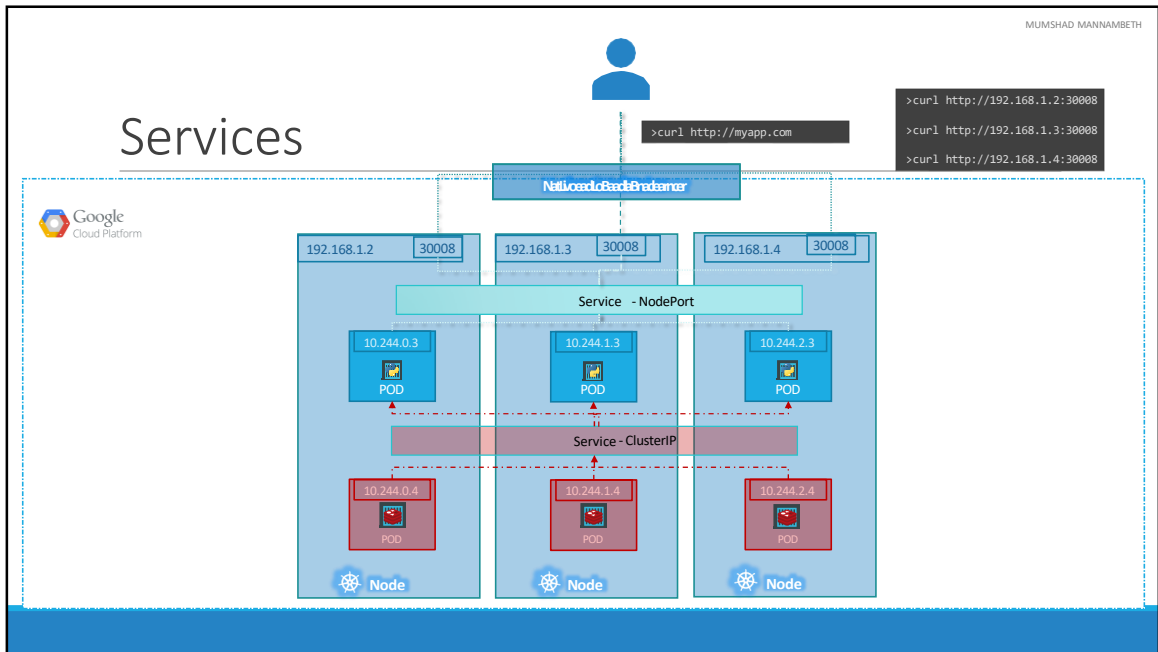 MUMSHAD MANNAMBETH
Services
>curl http://myapp.com
>curl http://192.168.1.2:30008
>curl http://192.168.1.3:30008
>curl http://192.168.1.4:30008
Google
Cloud Platform
192.168.1.2
30008
192.168.1.3
30008
192.168.1.4
30008
Service - NodePort
10.244.0.3
POD
10.244.1.3
POD
10.244.2.3
POD
Service - ClusterIP
10.244.0.4
POD
10.244.1.4
POD
10.244.2.4
POD
Node
Node
Node